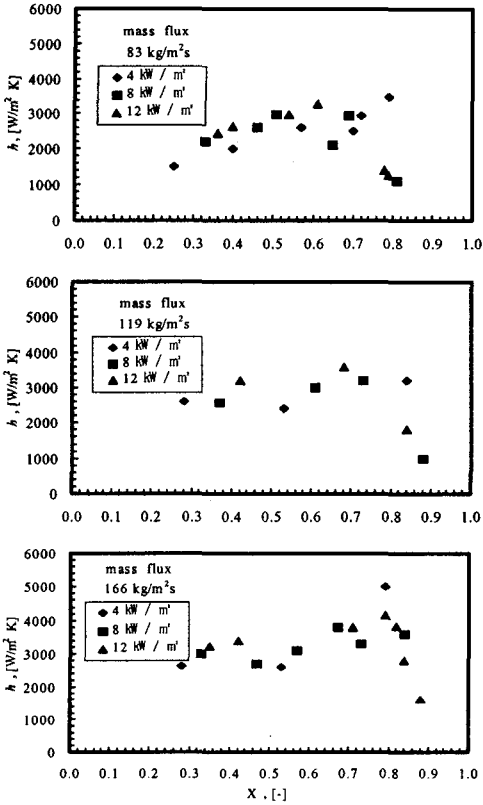 6000
mass flux
83 kg/m²s
5000
4 kW / m²
4000
8 kW / m²
12 kW / m²
3000
h, [W/m² K]
2000
1000
0
0.0 0.1 0.2 0.3 0.4 0.5 0.6 0.7 0.8 0.9 1.0
6000
mass flux
5000
119 kg/m²s
4 kW / m²
4000
8 kW / m²
12 kW / m²
3000
h, [W/m² K]
2000
1000
0
0.0 0.1 0.2 0.3 0.4 0.5 0.6 0.7 0.8 0.9 1.0
6000
mass flux
166 kg/m²s
5000
4 kW / m²
4000
8 kW / m²
12 kW / m²
3000
h, [W/m² K]
2000
1000
0
0.0 0.1 0.2 0.3 0.4 0.5 0.6 0.7 0.8 0.9 1.0
X , [-]